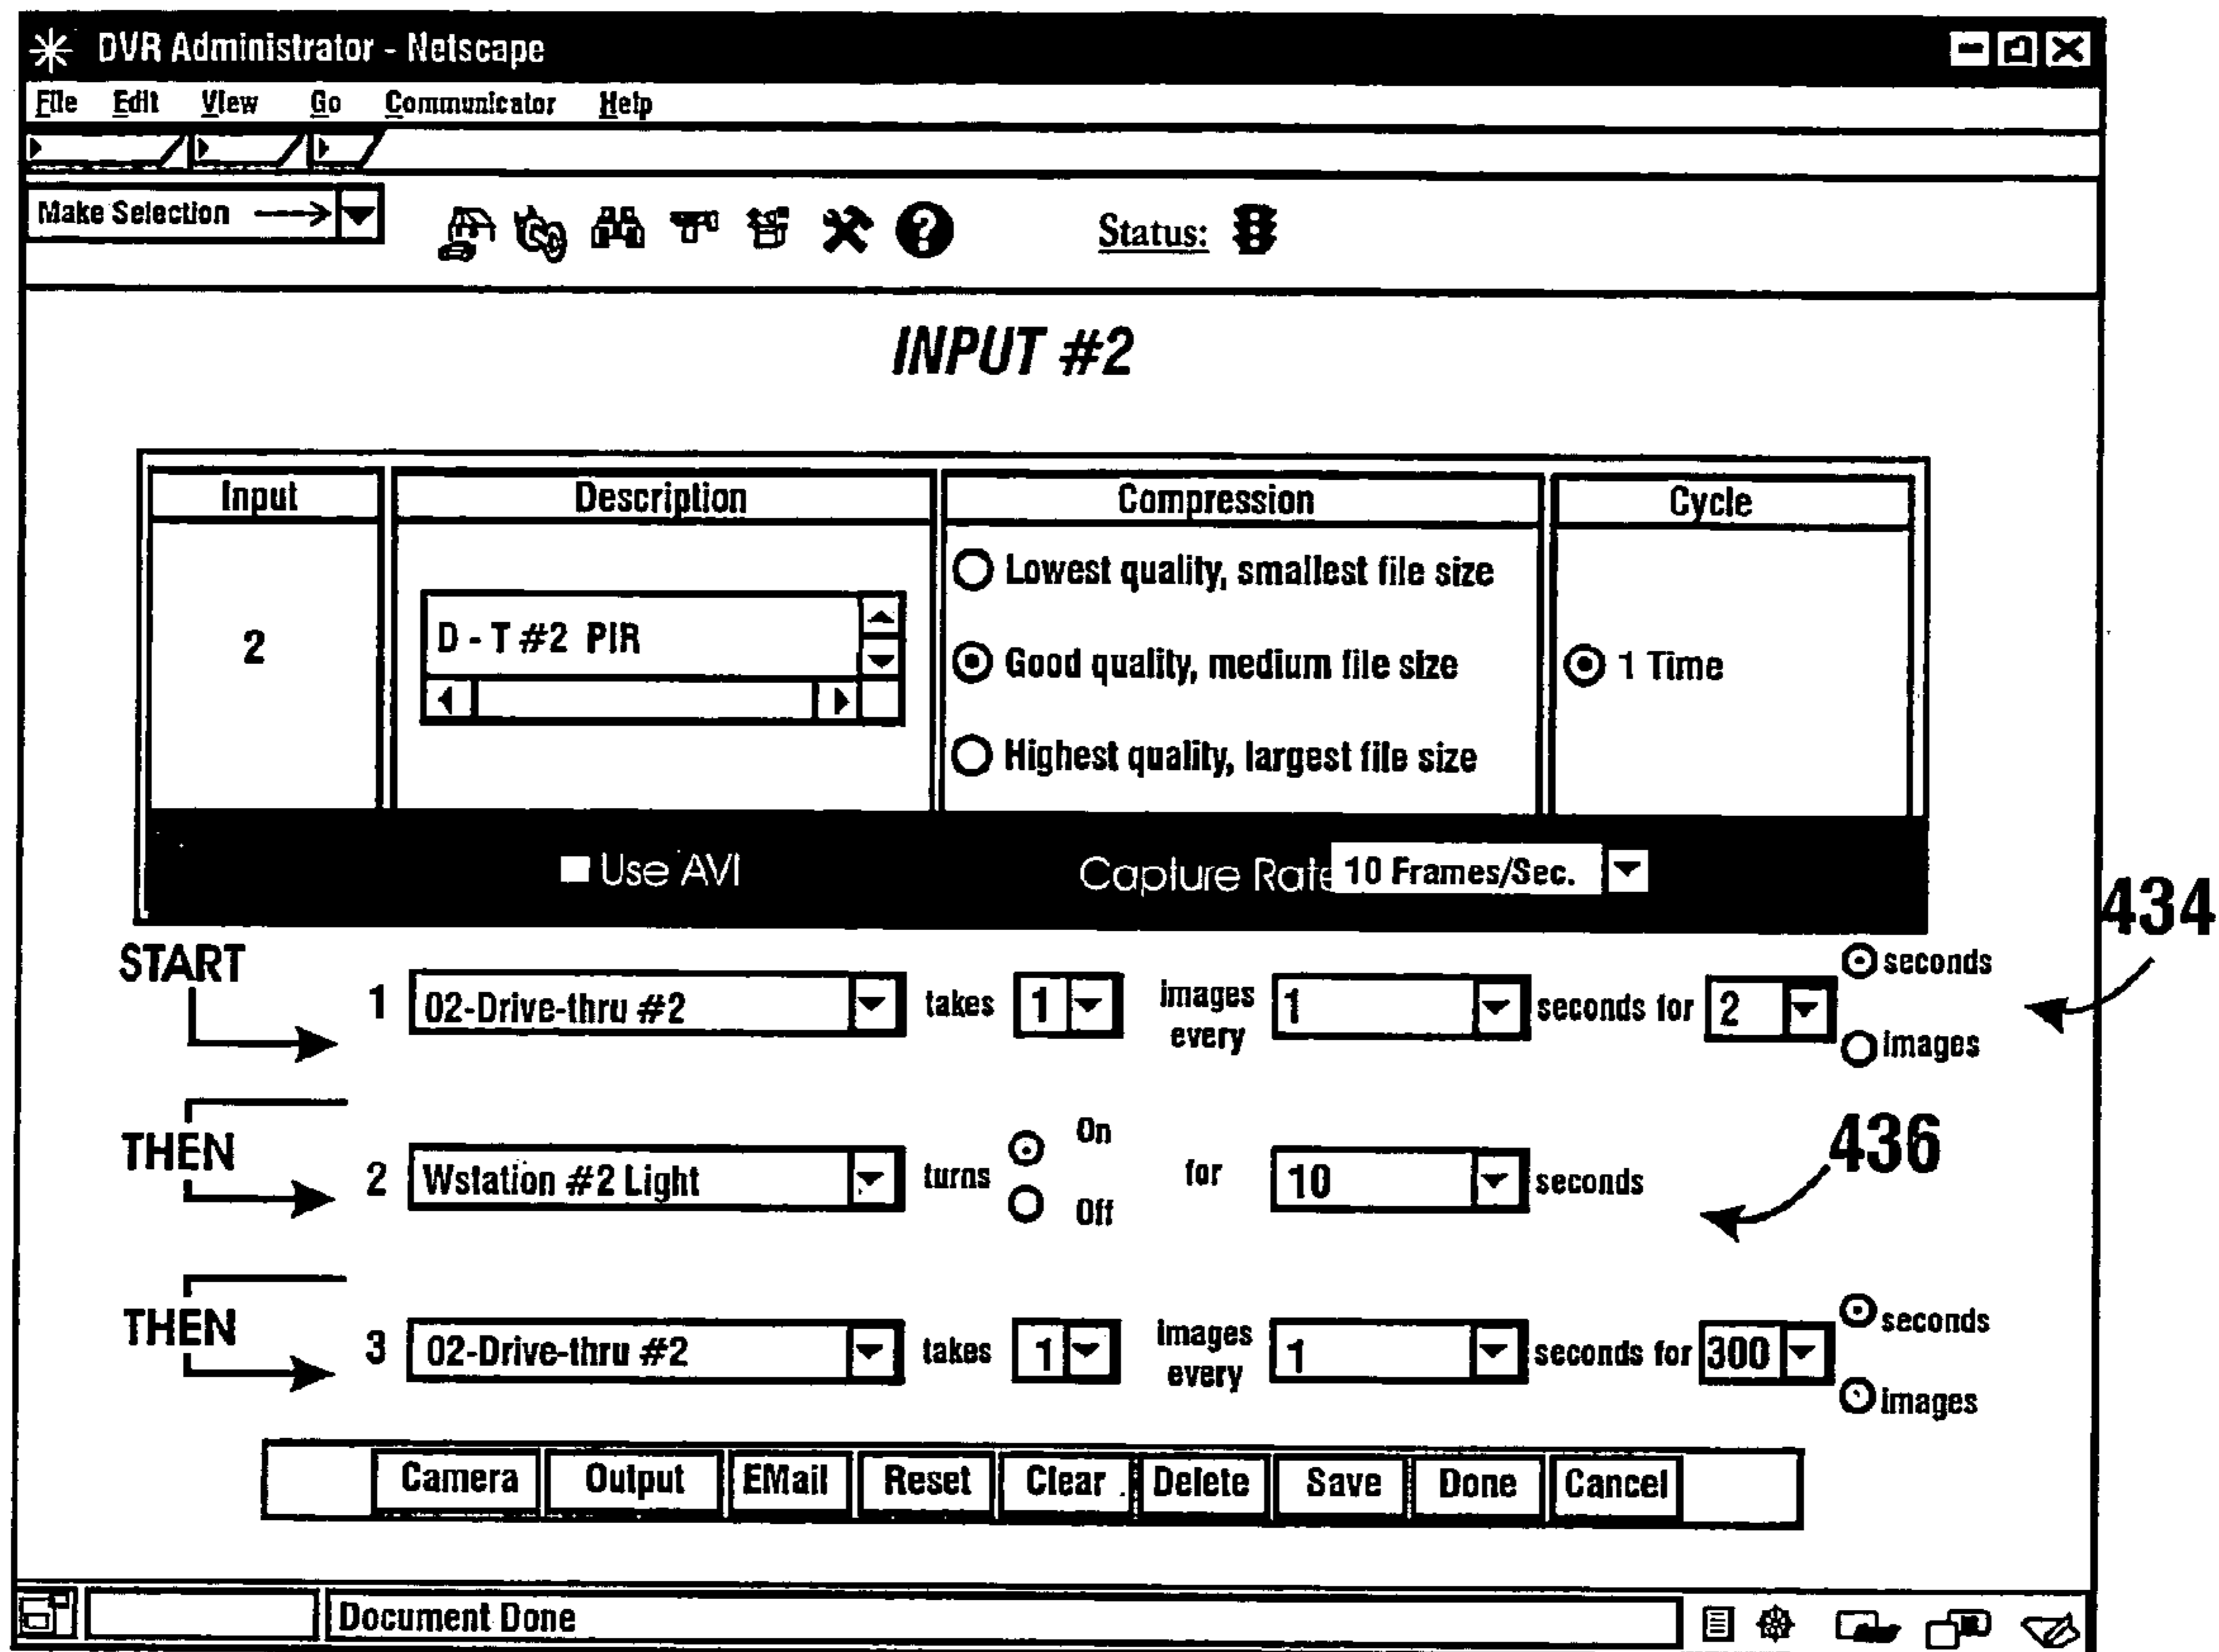 DVR Administrator - Netscape
File Edit View Go Communicator Help
Make Selection
Status:
INPUT #2
Input Description Compression Cycle
Lowest quality, smallest file size
2 D - T #2 PIR Good quality, medium file size 1 Time
Highest quality, largest file size
Use AVI Capture Rate 10 Frames/Sec.
434
START
1 02-Drive-thru #2 takes 1 images every 1 seconds for 2 seconds images
436
THEN
2 Wstation #2 Light turns On Off for 10 seconds
THEN
3 02-Drive-thru #2 takes 1 images every 1 seconds for 300 seconds images
Camera Output EMail Reset Clear Delete Save Done Cancel
Document Done